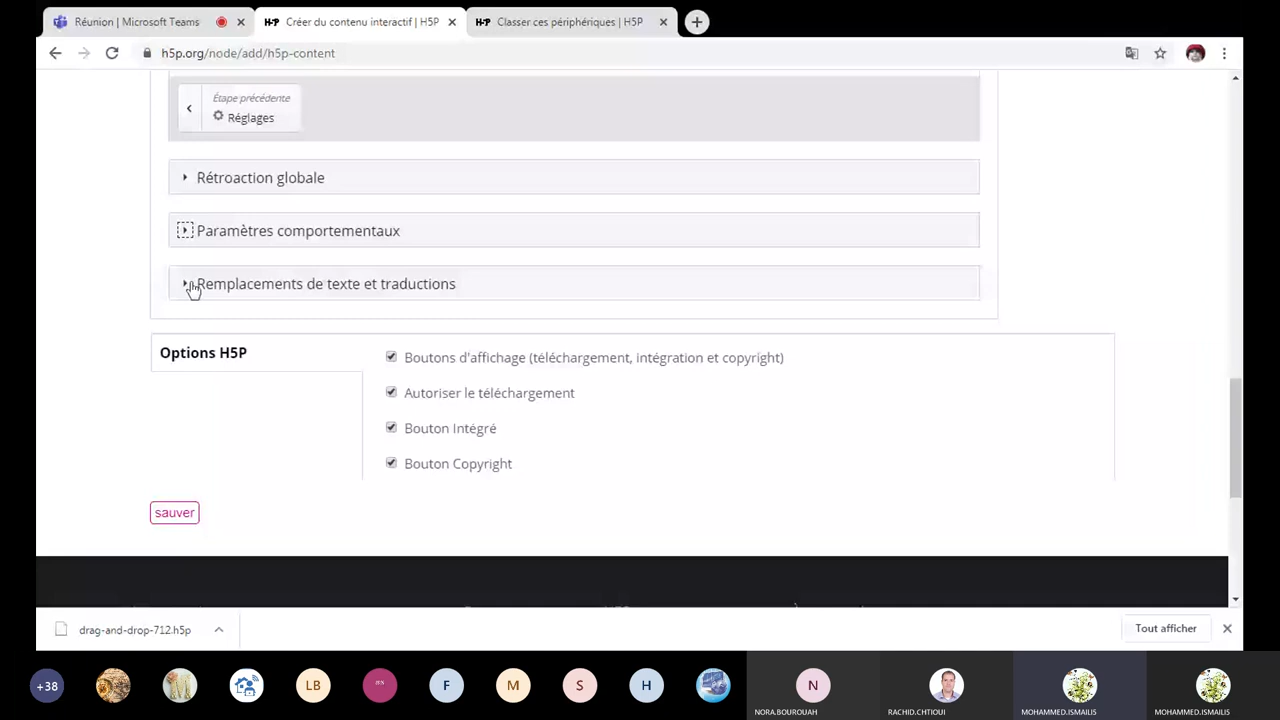 Réunion | Microsoft Teams
H-P Créer du contenu interactif | H5P
H-P Classer ces périphériques | H5P
h5p.org/node/add/h5p-content
Étape précédente
Réglages
Rétroaction globale
Paramètres comportementaux
Remplacements de texte et traductions
Options H5P
Boutons d'affichage (téléchargement, intégration et copyright)
Autoriser le téléchargement
Bouton Intégré
Bouton Copyright
sauver
drag-and-drop-712.h5p
Tout afficher
+38
LB
F
M
S
H
N
NORA.BOUROUAH
RACHID.CHTIOUI
MOHAMMED.ISMAILIS
MOHAMMED.ISMAILIS